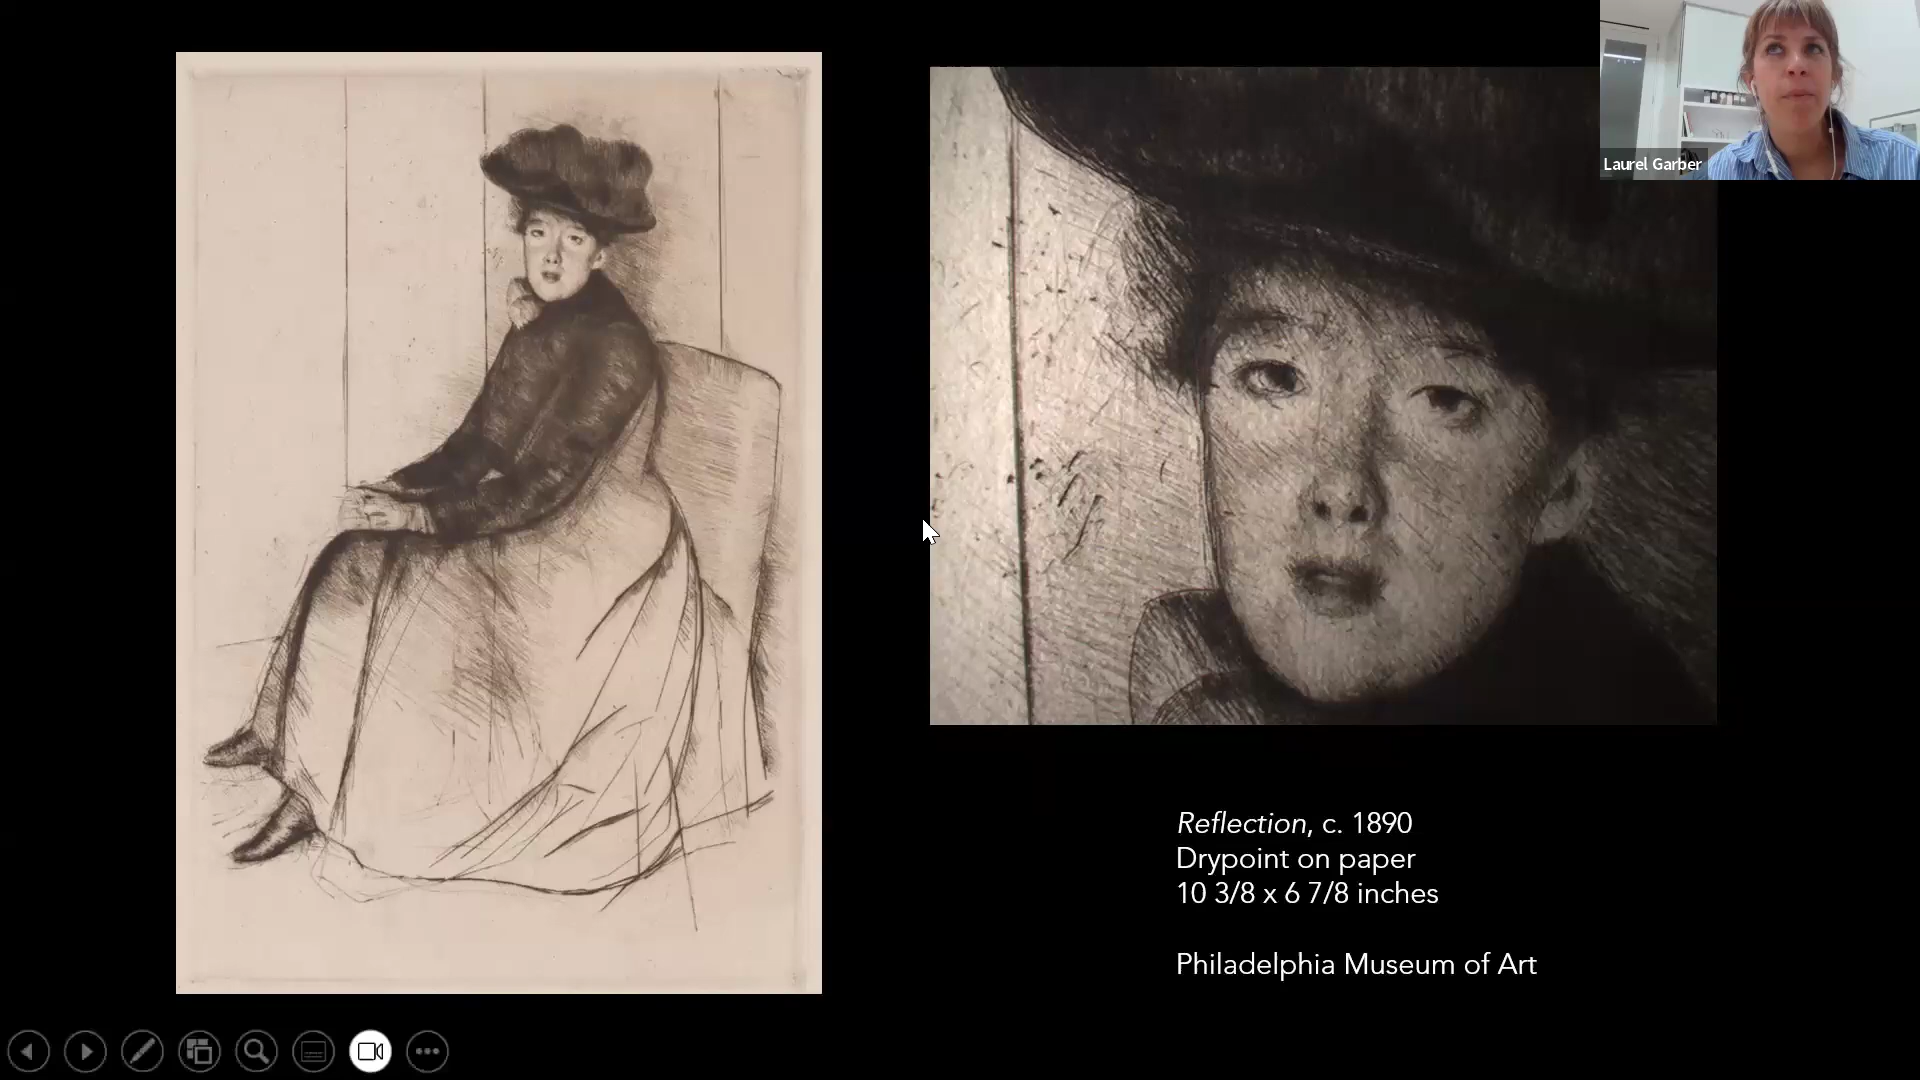 Laurel Garber
Reflection, c. 1890
Drypoint on paper
10 3/8 x 6 7/8 inches
Philadelphia Museum of Art